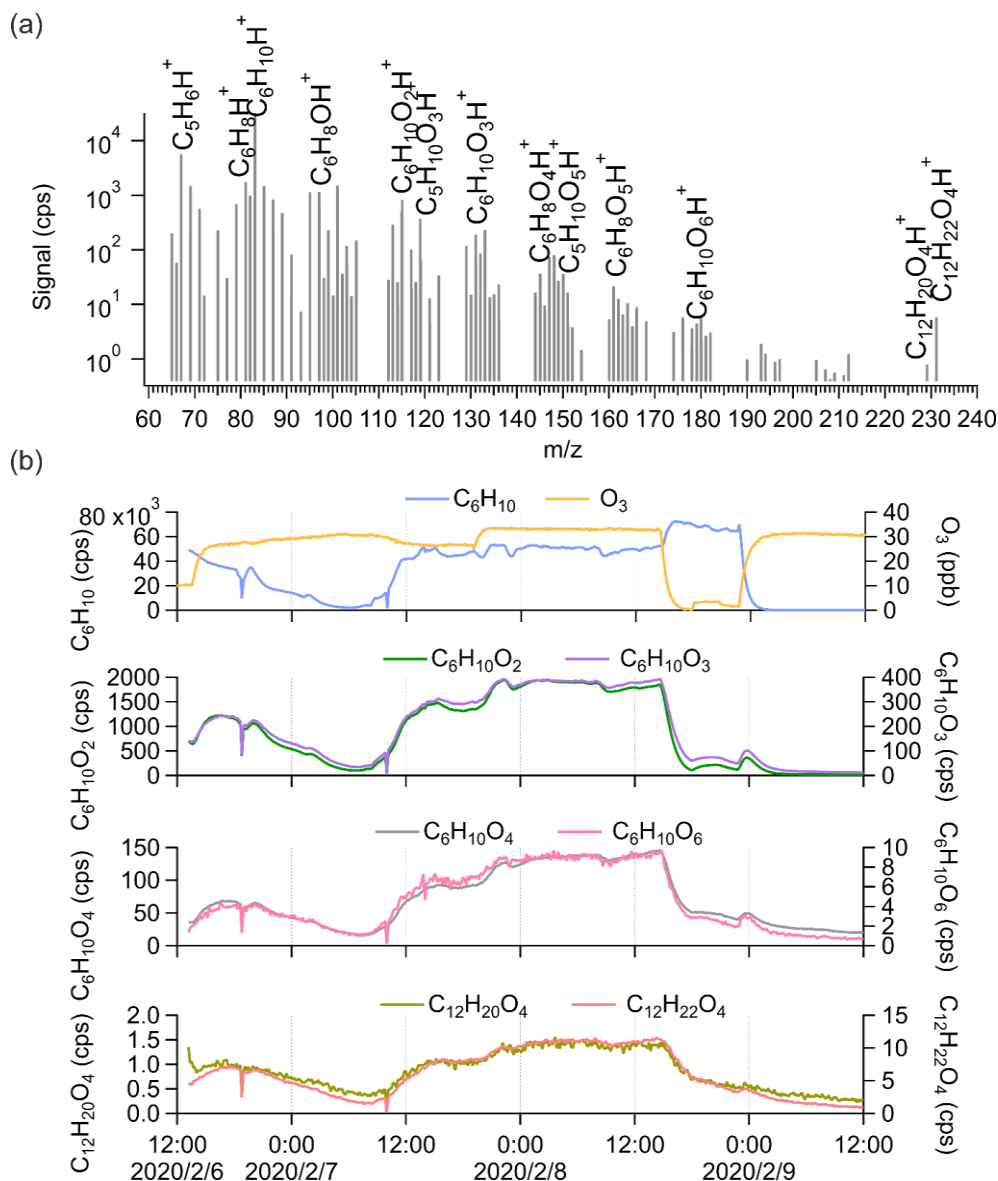 (a)
C5H6H+
C6H8H+
C6H10H+
C6H8OH+
C6H10O2H+
C5H10O3H+
C6H10O3H+
C6H8O4H+
C5H10O5H+
C6H8O5H+
C6H10O6H+
C12H20O4H+
C12H22O4H+
Signal (cps)
10^4
10^3
10^2
10^1
10^0
60 70 80 90 100 110 120 130 140 150 160 170 180 190 200 210 220 230 240
m/z
(b)
C6H10 O3
80 x10^3
60
40
20
0
C6H10 (cps)
40
30
20
10
0
O3 (ppb)
C6H10O2 C6H10O3
2000
1500
1000
500
0
C6H10O2 (cps)
400
300
200
100
0
C6H10O3 (cps)
C6H10O4 C6H10O6
150
100
50
0
C6H10O4 (cps)
10
8
6
4
2
0
C6H10O6 (cps)
C12H20O4 C12H22O4
2.0
1.5
1.0
0.5
0.0
C12H20O4 (cps)
15
10
5
0
C12H22O4 (cps)
12:00 0:00 12:00 0:00 12:00 0:00 12:00
2020/2/6 2020/2/7 2020/2/8 2020/2/9